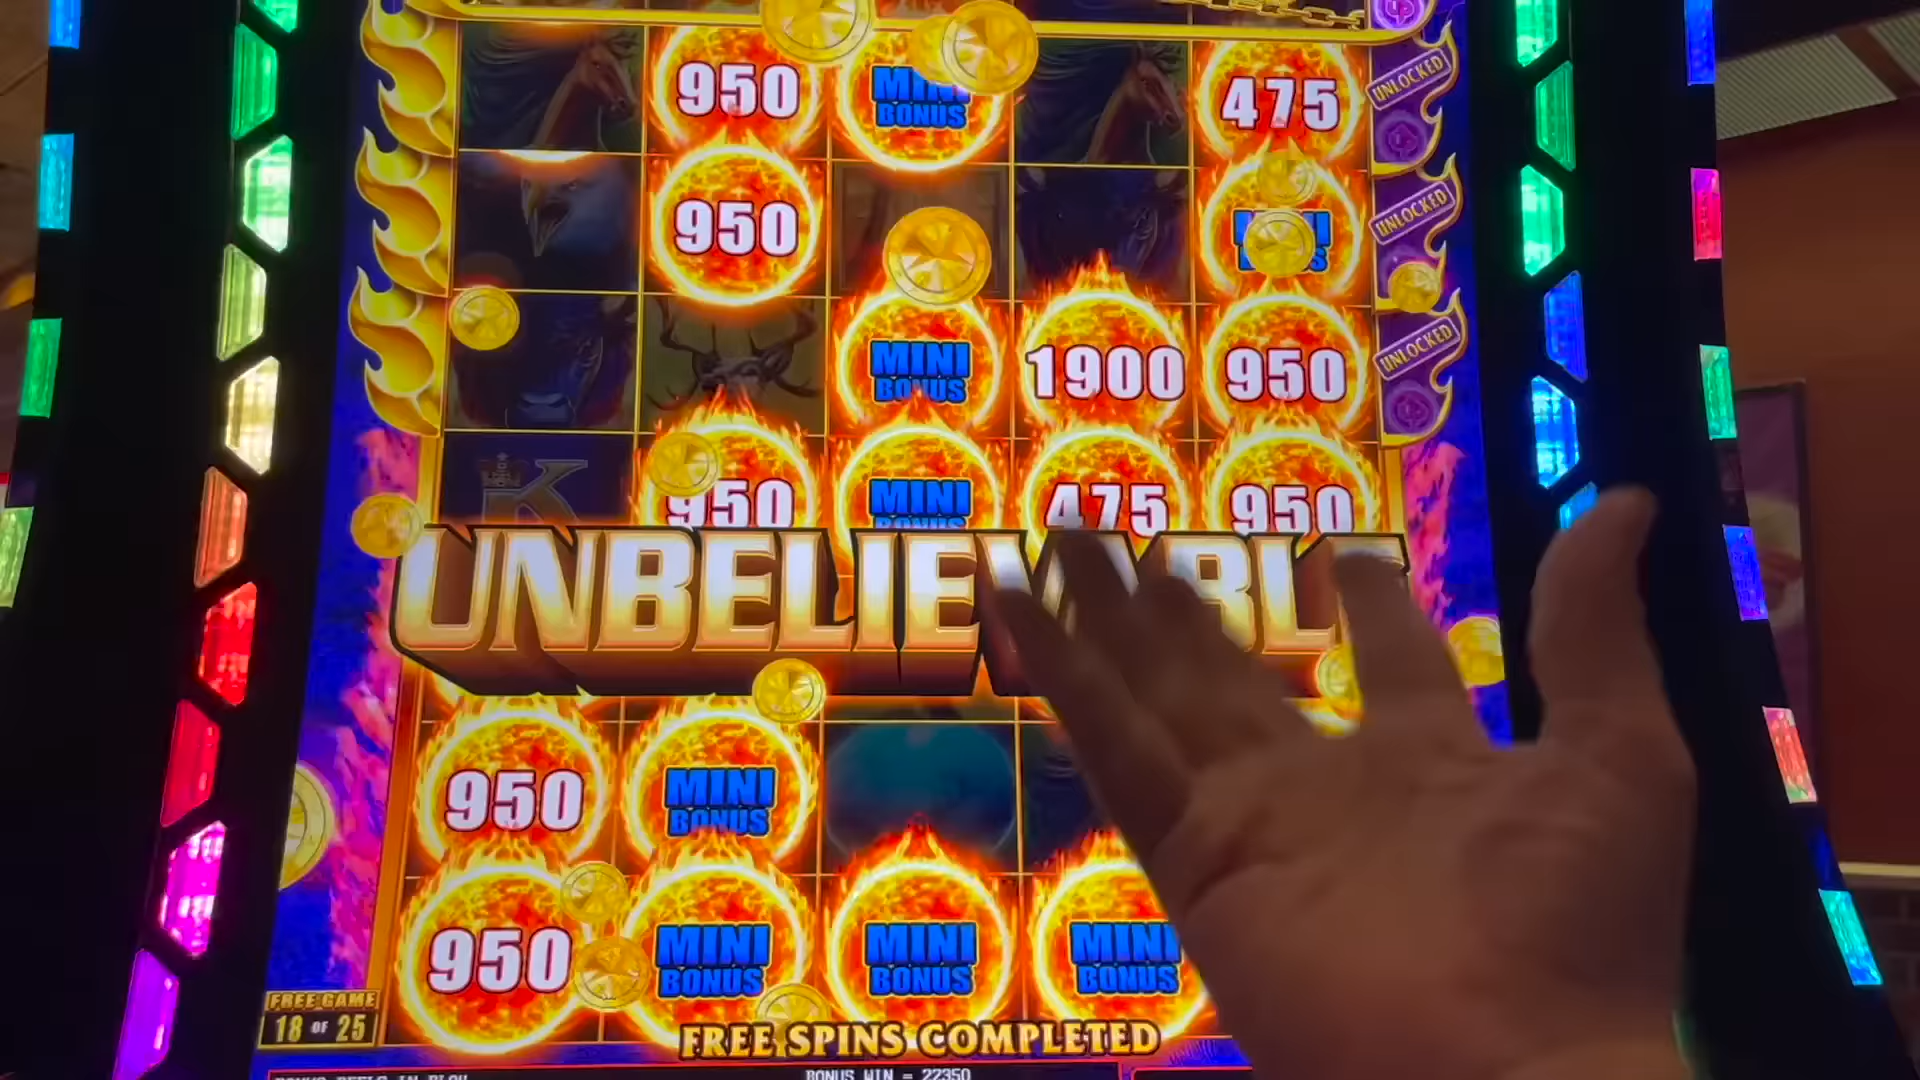 950 MINI BONUS 475
UNLOCKED
950
UNLOCKED
MINI BONUS 1900 950
UNLOCKED
K 950 MINI BONUS 475 950
UNBELIEVABLE
950 MINI BONUS
950 MINI BONUS MINI BONUS MINI BONUS
FREE GAME
18 OF 25
FREE SPINS COMPLETED
BONUS WIN = 22350